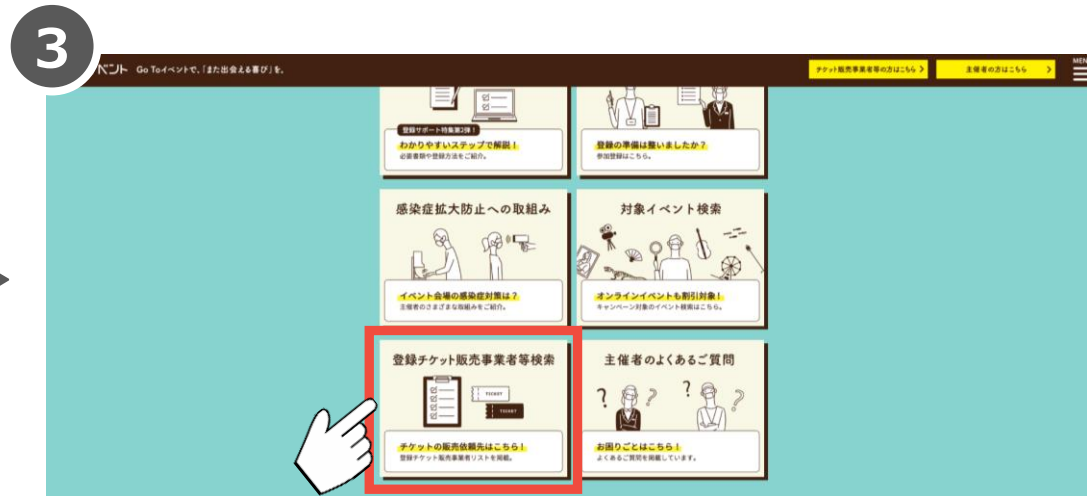 3
ベント Go Toイベントで、「また出会える喜び」を。
チケット販売事業者等の方はこちら
主催者の方はこちら
MEN
登録サポート特集第2弾！
わかりやすいステップで解説！
必要書類や登録方法をご紹介。
登録の準備は整いましたか？
参加登録はこちら。
感染症拡大防止への取組み
イベント会場の感染症対策は？
主催者のさまざまな取組みをご紹介。
対象イベント検索
オンラインイベントも割引対象！
キャンペーン対象のイベント検索はこちら。
登録チケット販売事業者等検索
TICKET
TICKET
チケットの販売依頼先はこちら！
登録チケット販売事業者リストを掲載。
主催者のよくあるご質問
? ? ? ?
お困りごとはこちら！
よくあるご質問を掲載しています。